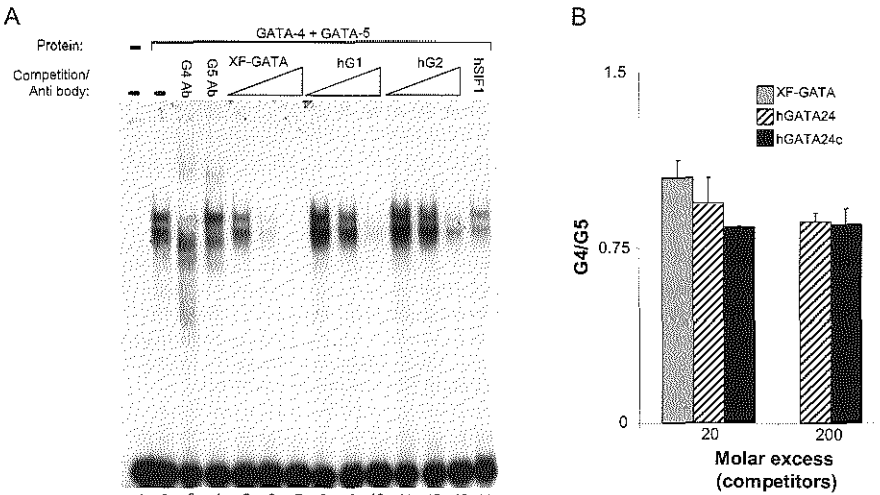 A
GATA-4 + GATA-5
Protein:
Competition/
Anti body:
G4 Ab
G5 Ab
XF-GATA
hG1
hG2
hSIF1
B
1.5
XF-GATA
hGATA24
hGATA24c
G4/G5
0.75
0
20
200
Molar excess
(competitors)